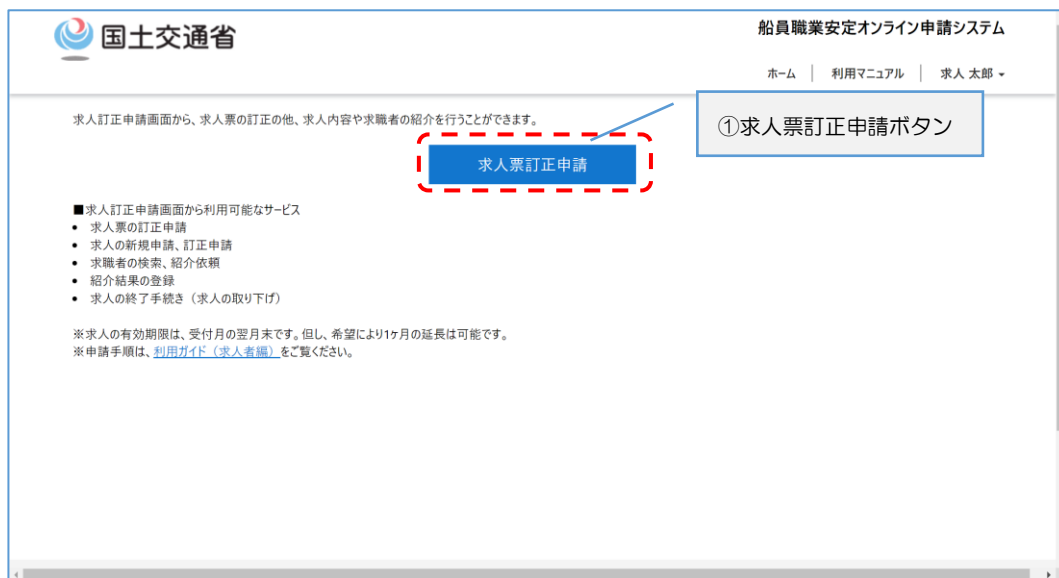 国土交通省
船員職業安定オンライン申請システム
ホーム │ 利用マニュアル │ 求人 太郎
求人訂正申請画面から、求人票の訂正の他、求人内容や求職者の紹介を行うことができます。
①求人票訂正申請ボタン
求人票訂正申請
■求人訂正申請画面から利用可能なサービス
• 求人票の訂正申請
• 求人の新規申請、訂正申請
• 求職者の検索、紹介依頼
• 紹介結果の登録
• 求人の終了手続き（求人の取り下げ）
※求人の有効期限は、受付月の翌月末です。但し、希望により1ヶ月の延長は可能です。
※申請手順は、利用ガイド（求人者編）をご覧ください。